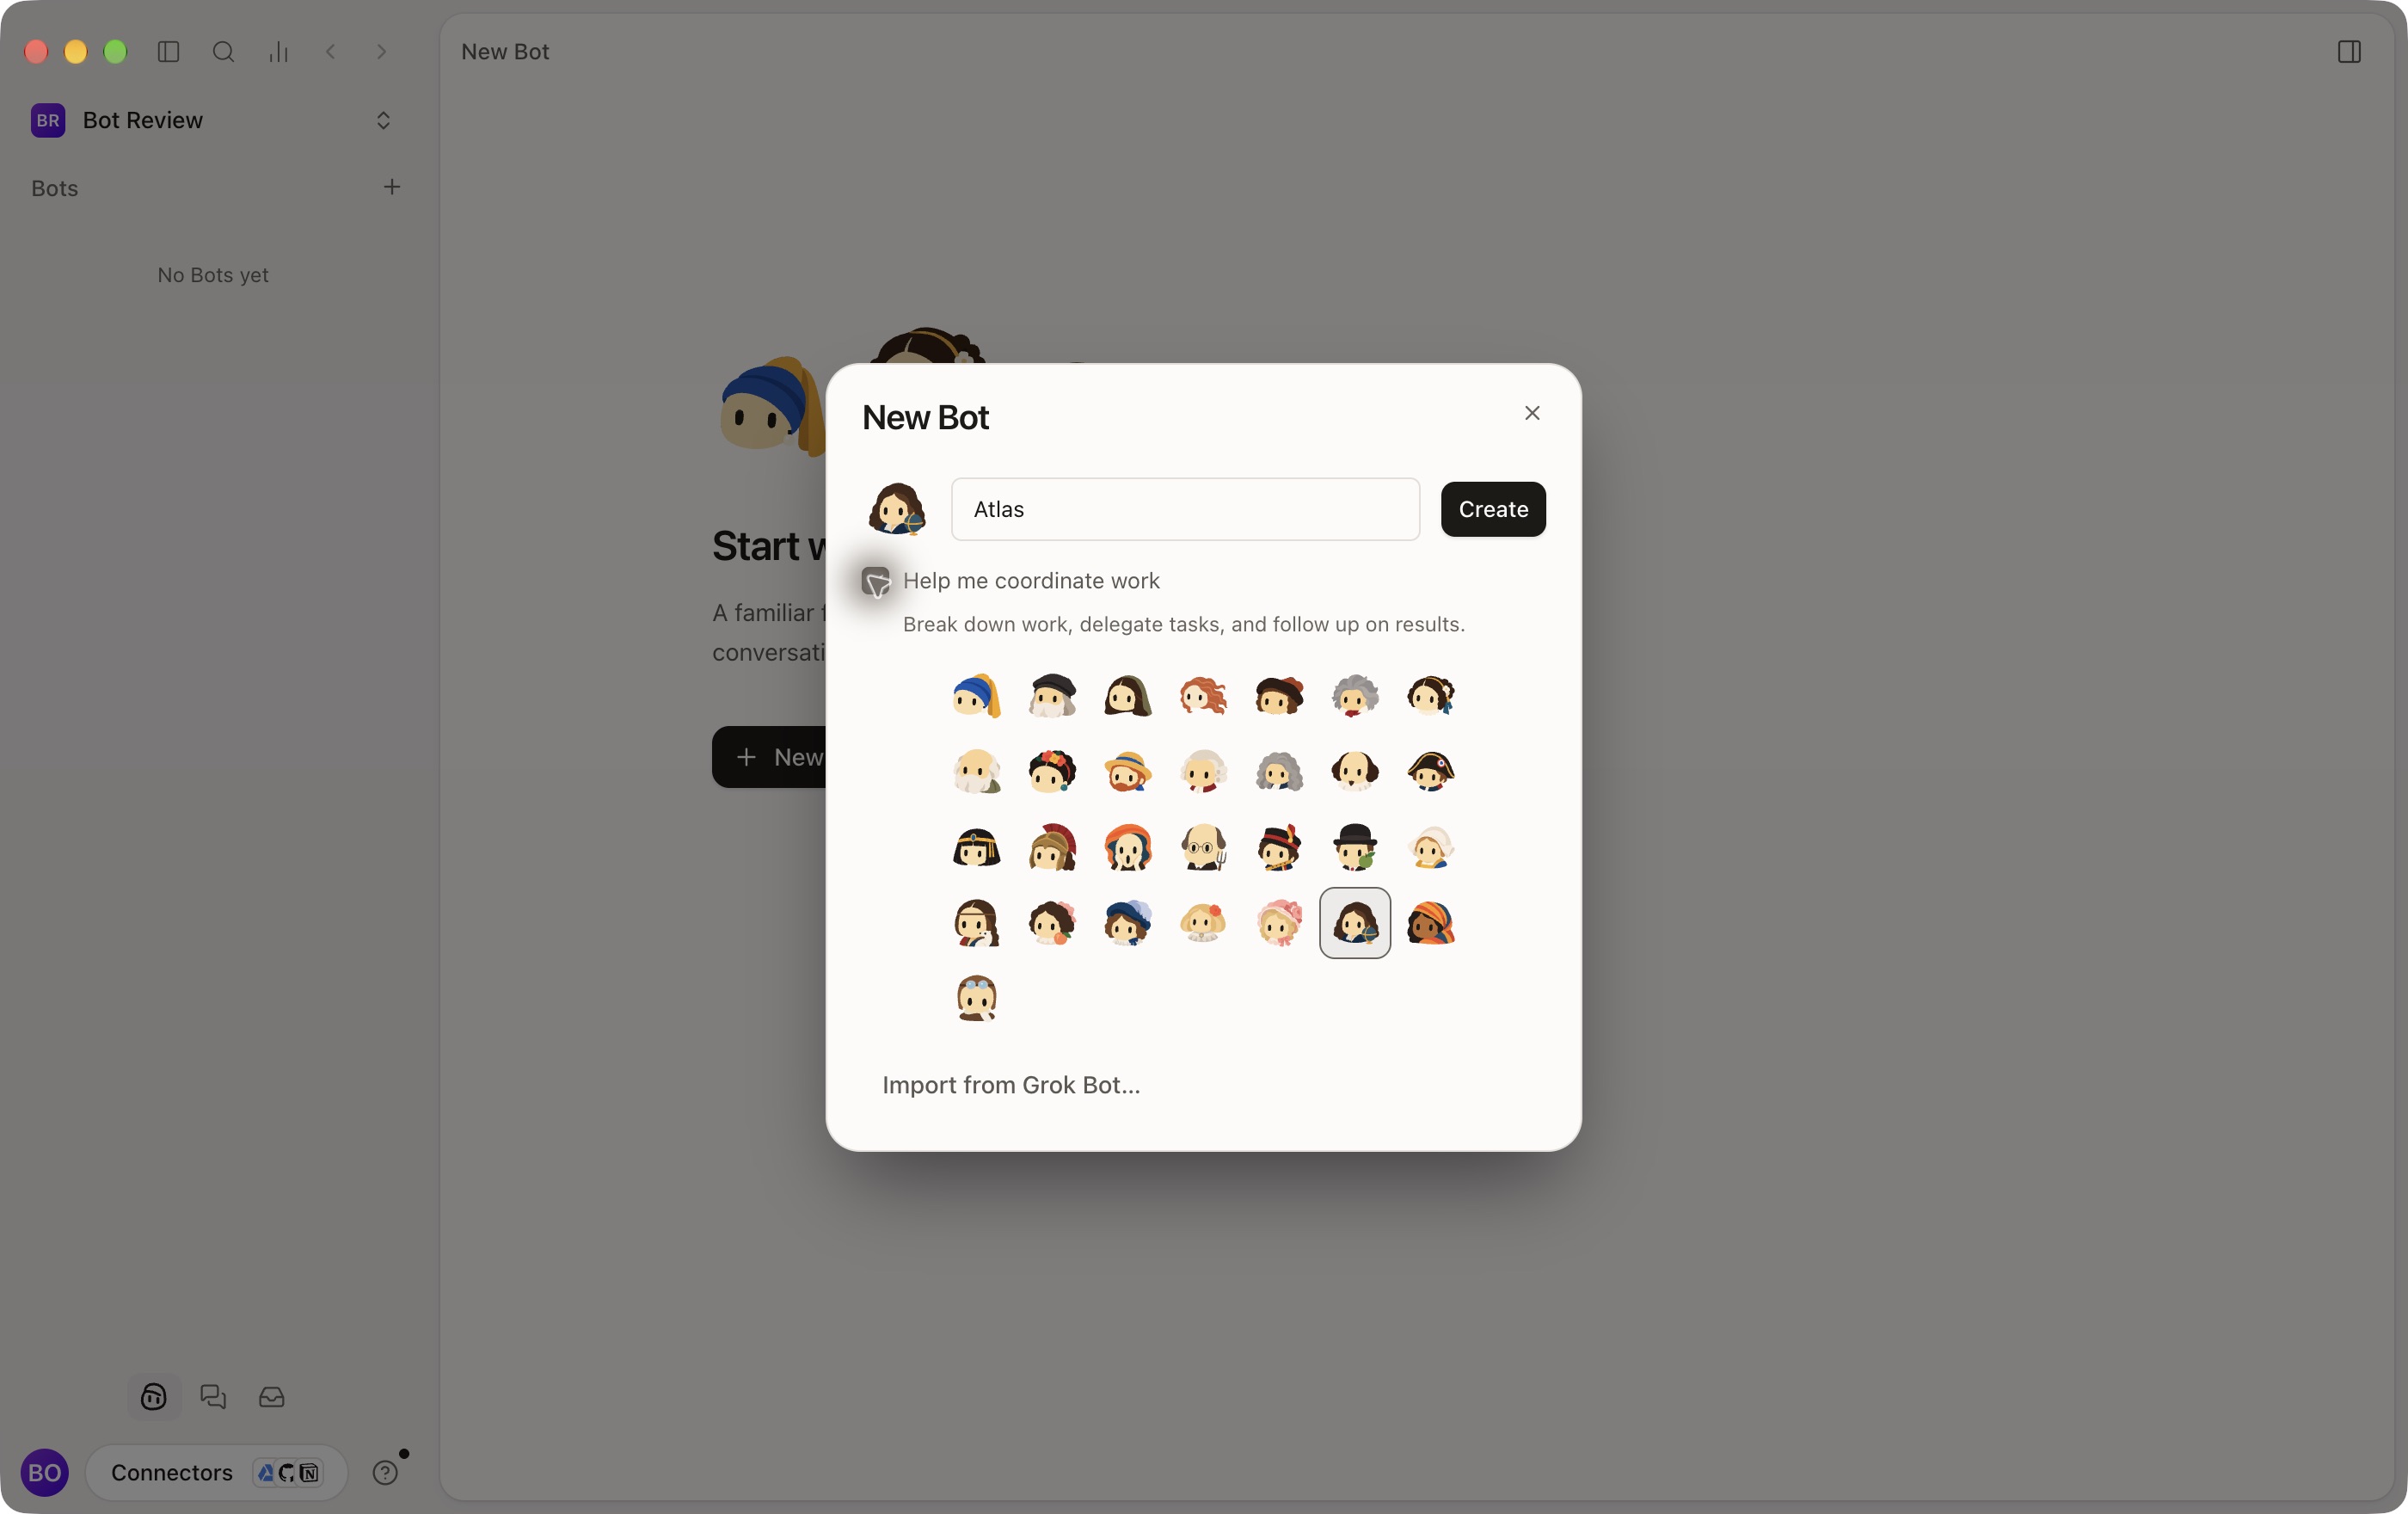 New Bot
BR Bot Review
Bots
No Bots yet
Start w
A familiar f
conversati
New
New Bot
Atlas
Create
Help me coordinate work
Break down work, delegate tasks, and follow up on results.
Import from Grok Bot...
BO
Connectors